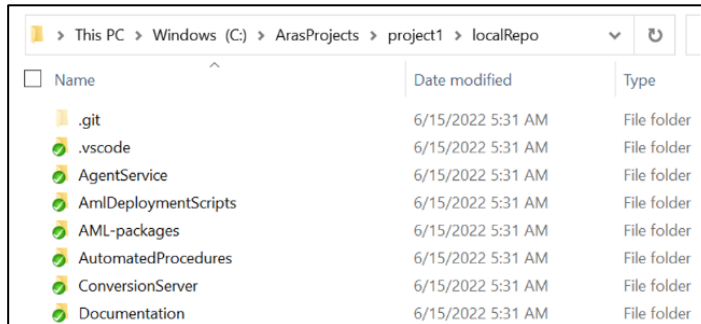 > This PC > Windows (C:) > ArasProjects > project1 > localRepo
Name Date modified Type
.git 6/15/2022 5:31 AM File folder
.vscode 6/15/2022 5:31 AM File folder
AgentService 6/15/2022 5:31 AM File folder
AmlDeploymentScripts 6/15/2022 5:31 AM File folder
AML-packages 6/15/2022 5:31 AM File folder
AutomatedProcedures 6/15/2022 5:31 AM File folder
ConversionServer 6/15/2022 5:31 AM File folder
Documentation 6/15/2022 5:31 AM File folder